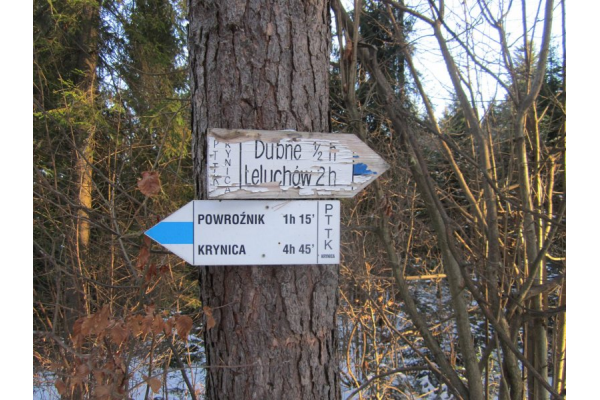 PTTK
KRYNICA
Dubne ½ h
Leluchów 2 h
POWROŹNIK 1h 15'
KRYNICA 4h 45'
PTTK
KRYNICA